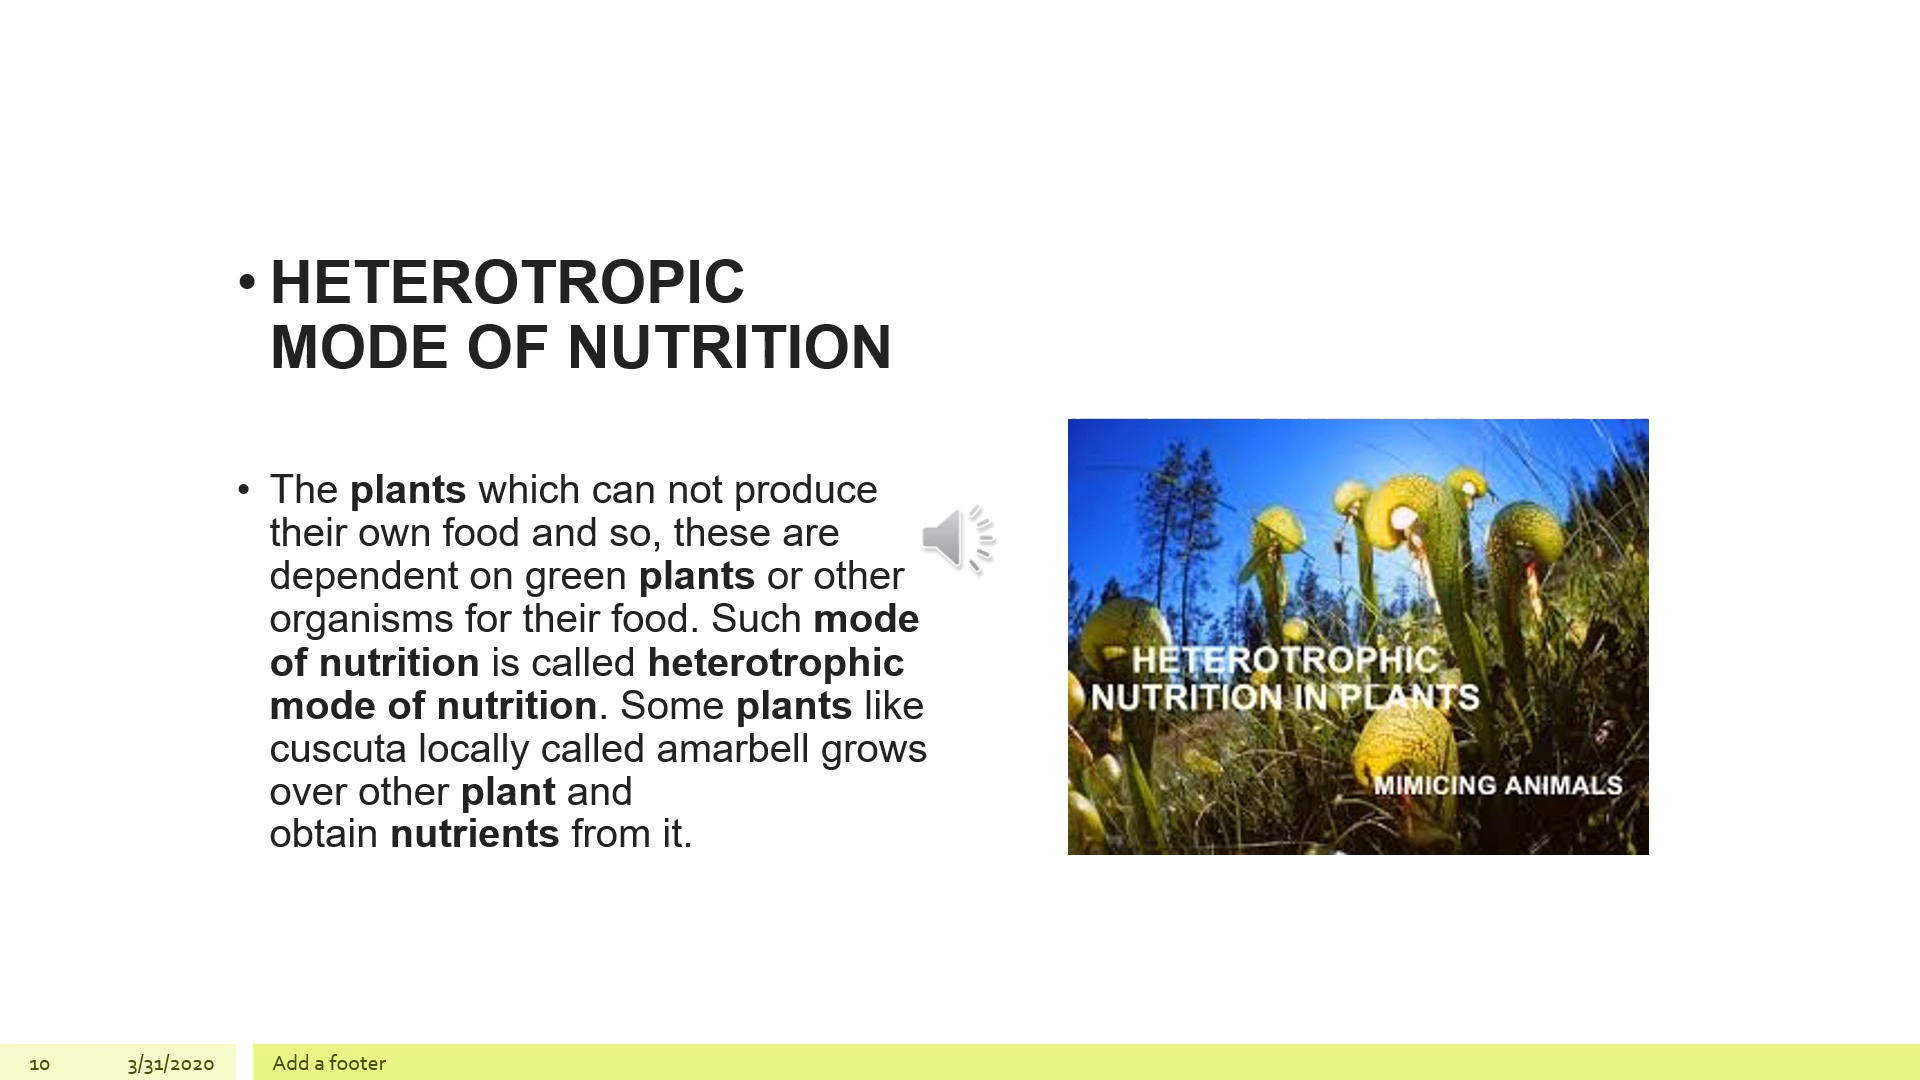 • HETEROTROPIC
MODE OF NUTRITION
• The plants which can not produce
their own food and so, these are
dependent on green plants or other
organisms for their food. Such mode
of nutrition is called heterotrophic
mode of nutrition. Some plants like
cuscuta locally called amarbell grows
over other plant and
obtain nutrients from it.
HETEROTROPHIC
NUTRITION IN PLANTS
MIMICING ANIMALS
10
3/31/2020
Add a footer